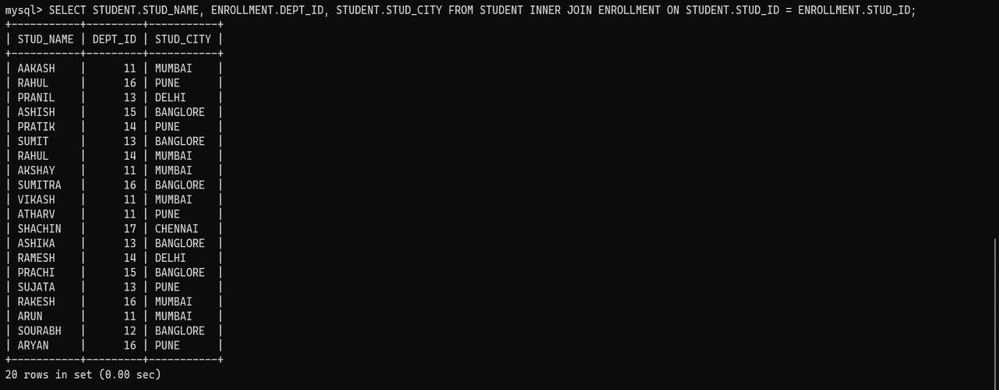 mysql> SELECT STUDENT.STUD_NAME, ENROLLMENT.DEPT_ID, STUDENT.STUD_CITY FROM STUDENT INNER JOIN ENROLLMENT ON STUDENT.STUD_ID = ENROLLMENT.STUD_ID;
+-----------+---------+-----------+
| STUD_NAME | DEPT_ID | STUD_CITY |
+-----------+---------+-----------+
| AAKASH    |      11 | MUMBAI    |
| RAHUL     |      16 | PUNE      |
| PRANIL    |      13 | DELHI     |
| ASHISH    |      15 | BANGLORE  |
| PRATIK    |      14 | PUNE      |
| SUMIT     |      13 | BANGLORE  |
| RAHUL     |      14 | MUMBAI    |
| AKSHAY    |      11 | MUMBAI    |
| SUMITRA   |      16 | BANGLORE  |
| VIKASH    |      11 | MUMBAI    |
| ATHARV    |      11 | PUNE      |
| SHACHIN   |      17 | CHENNAI   |
| ASHIKA    |      13 | BANGLORE  |
| RAMESH    |      14 | DELHI     |
| PRACHI    |      15 | BANGLORE  |
| SUJATA    |      13 | PUNE      |
| RAKESH    |      16 | MUMBAI    |
| ARUN      |      11 | MUMBAI    |
| SOURABH   |      12 | BANGLORE  |
| ARYAN     |      16 | PUNE      |
+-----------+---------+-----------+
20 rows in set (0.00 sec)